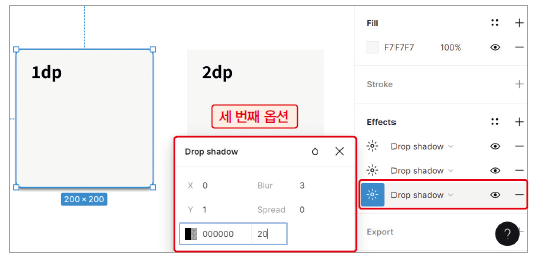 1dp
200 × 200
2dp
세 번째 옵션
Drop shadow
X 0 Blur 3
Y 1 Spread 0
000000 20
Fill
F7F7F7 100%
Stroke
Effects
Drop shadow
Drop shadow
Drop shadow
Export
?